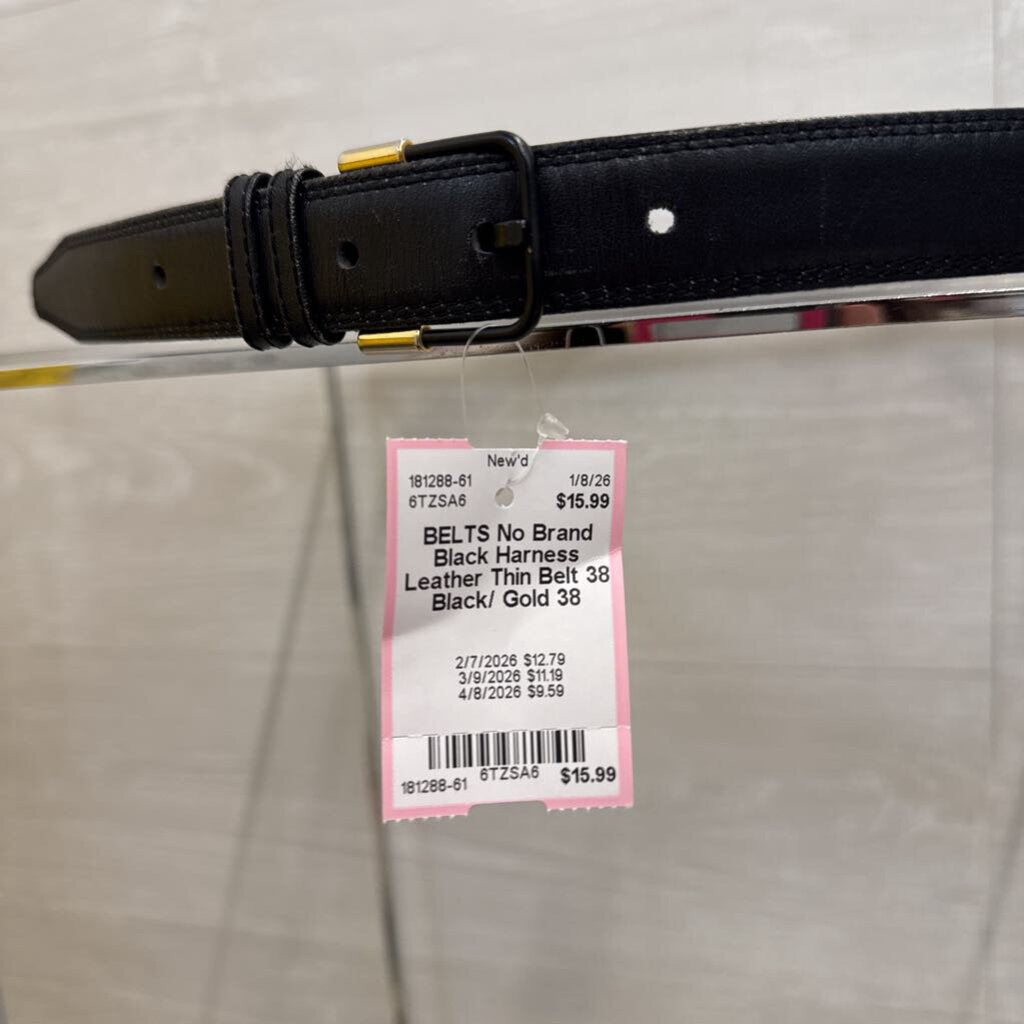 New'd
181288-61 1/8/26
6TZSA6 $15.99
BELTS No Brand
Black Harness
Leather Thin Belt 38
Black/ Gold 38
2/7/2026 $12.79
3/9/2026 $11.19
4/8/2026 $9.59
181288-61 6TZSA6 $15.99